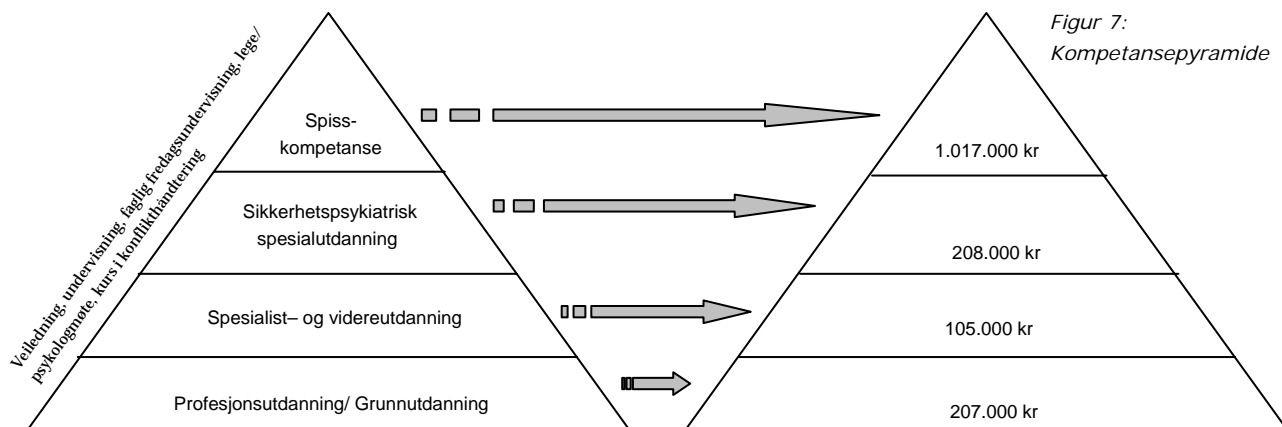 Veiledning, undervisning, faglig fredagsundervisning, lege/
psykologmøte, kurs i konflikthåndtering
Spiss-
kompetanse
Sikkerhetspsykiatrisk
spesialutdanning
Spesialist– og videreutdanning
Profesjonsutdanning/ Grunnutdanning
Figur 7:
Kompetansepyramide
1.017.000 kr
208.000 kr
105.000 kr
207.000 kr